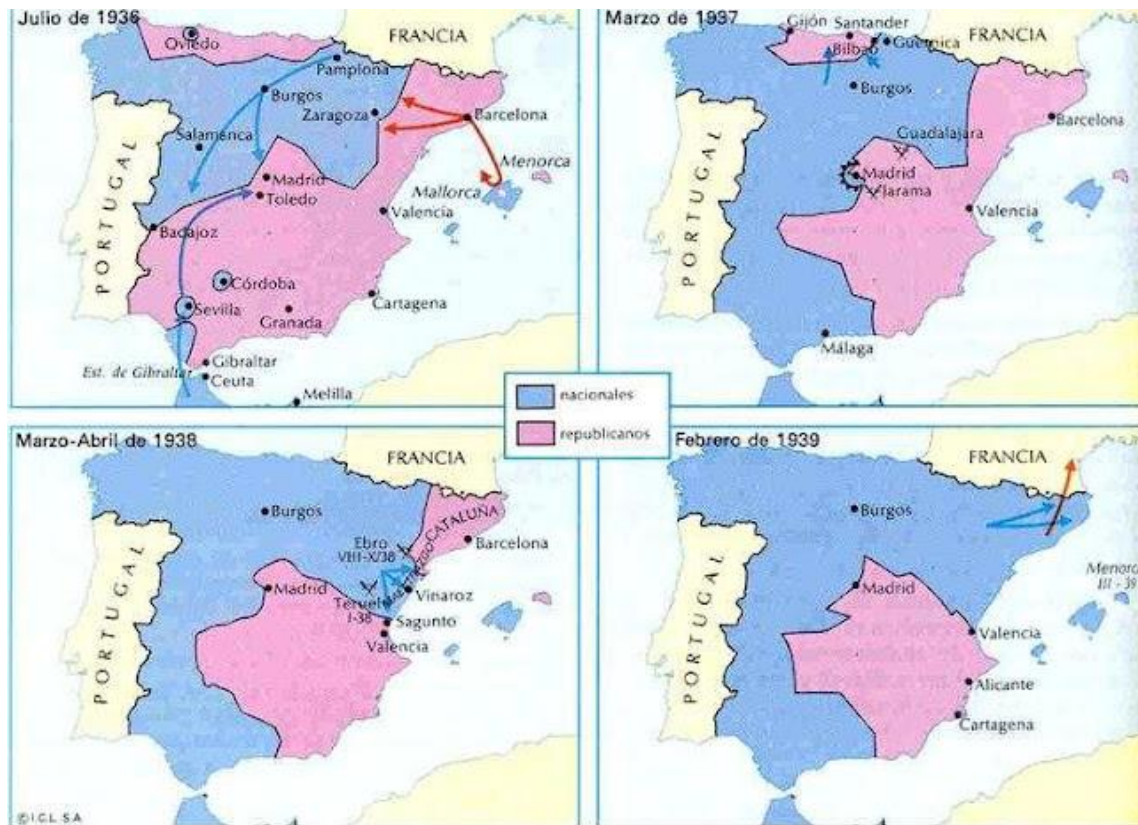 Julio de 1936
FRANCIA
Oviedo
Pamplona
Burgos
Zaragoza
Barcelona
Salamanca
Menorca
Mallorca
Madrid
Toledo
Valencia
Badajoz
PORTUGAL
Córdoba
Sevilla
Granada
Cartagena
Est. de Gibraltar
Gibraltar
Ceuta
Melilla
Marzo de 1937
Gijón
Santander
FRANCIA
Bilbao
Guernica
Burgos
Barcelona
Guadalajara
Madrid
Jarama
PORTUGAL
Valencia
Málaga
nacionales
republicanos
Marzo-Abril de 1938
FRANCIA
Burgos
CATALUÑA
Ebro
VIII-X/38
Barcelona
MAESTRAZGO
Madrid
Teruel
I-38
Vinaroz
Sagunto
Valencia
PORTUGAL
©I.C.L. S.A
Febrero de 1939
FRANCIA
Burgos
Menorca
III - 39
Madrid
PORTUGAL
Valencia
Alicante
Cartagena